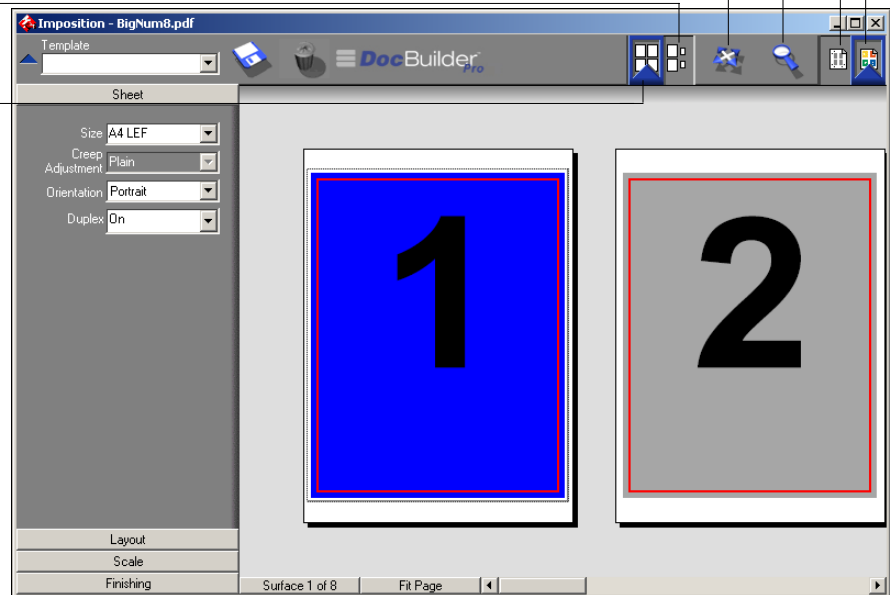 Imposition - BigNum8.pdf
Template
DocBuilder Pro
Sheet
Size A4 LEF
Creep Adjustment Plain
Orientation Portrait
Duplex On
1
2
Layout
Scale
Finishing
Surface 1 of 8
Fit Page